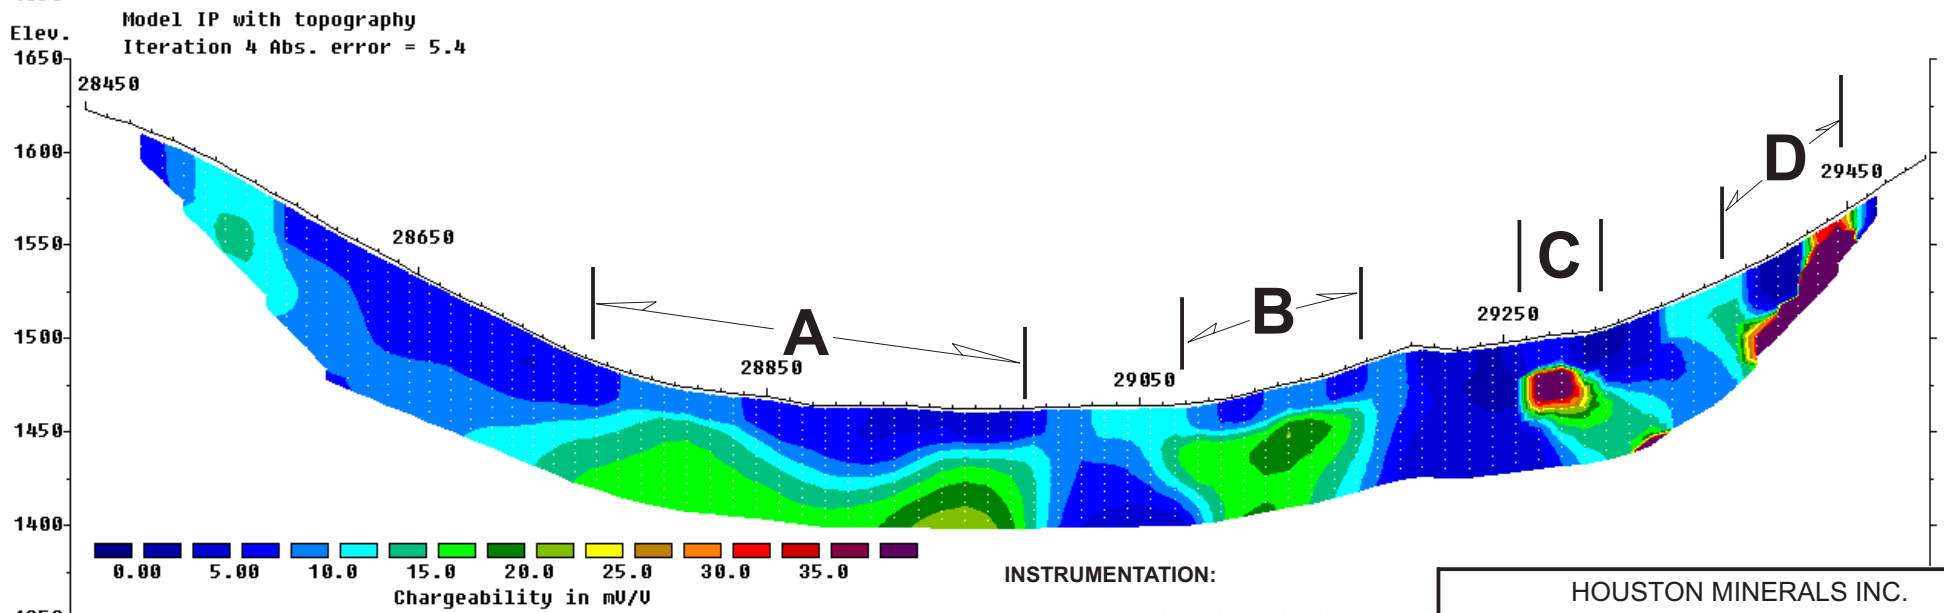 Model IP with topography
Elev.
Iteration 4 Abs. error = 5.4
1650
28450
1600
29450
D
1550
28650
C
1500
A
B
29250
28850
29050
1450
1400
0.00 5.00 10.0 15.0 20.0 25.0 30.0 35.0
Chargeability in mV/V
INSTRUMENTATION:
HOUSTON MINERALS INC.